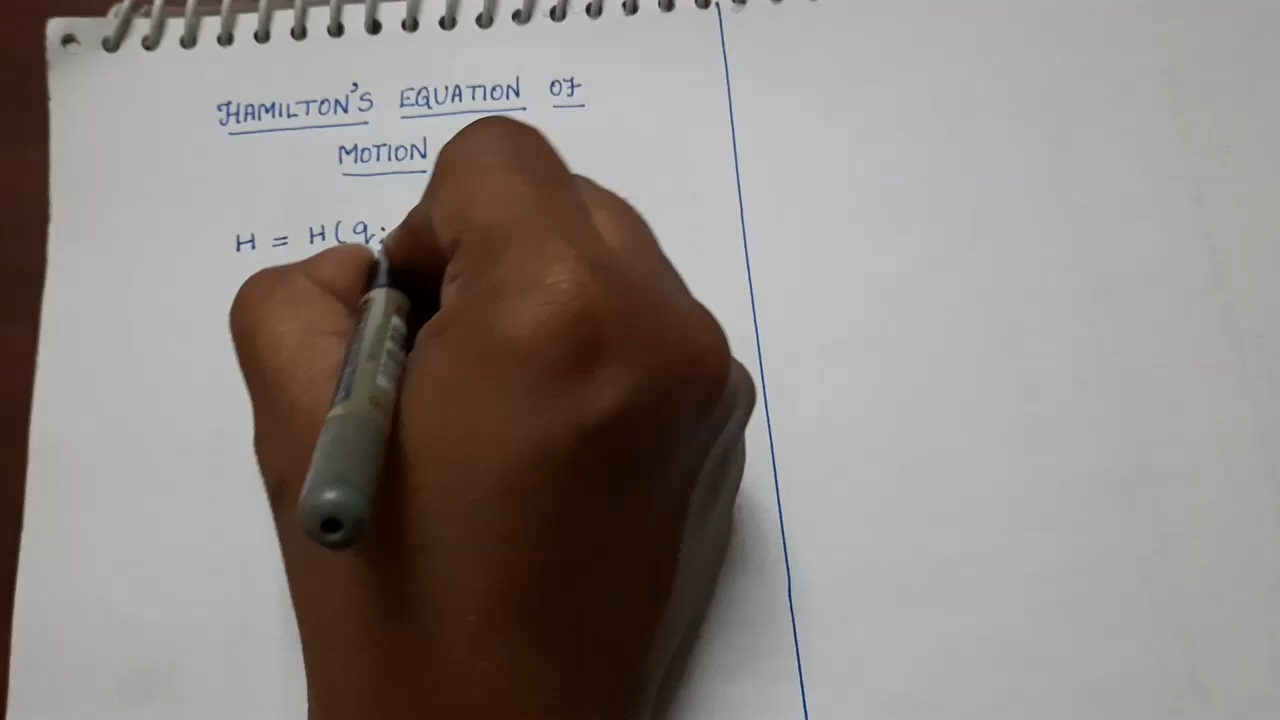 HAMILTON'S EQUATION OF
MOTION
H = H(q